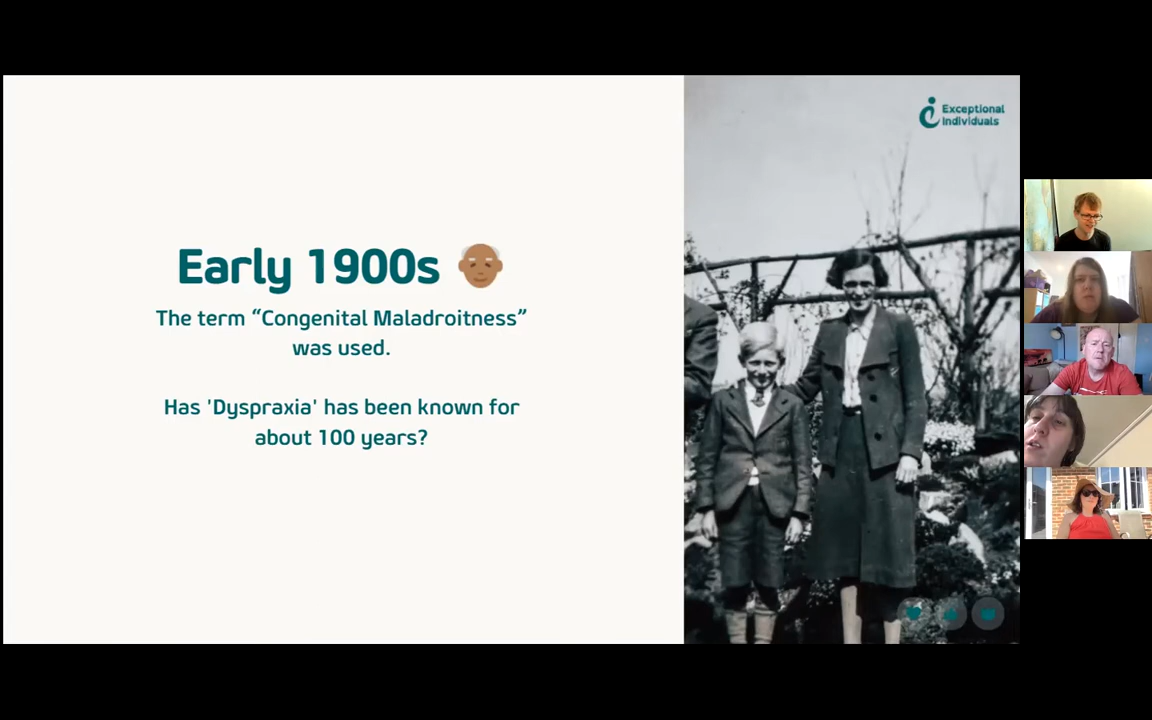 Exceptional
Individuals
Early 1900s
The term “Congenital Maladroitness”
was used.
Has 'Dyspraxia' has been known for
about 100 years?